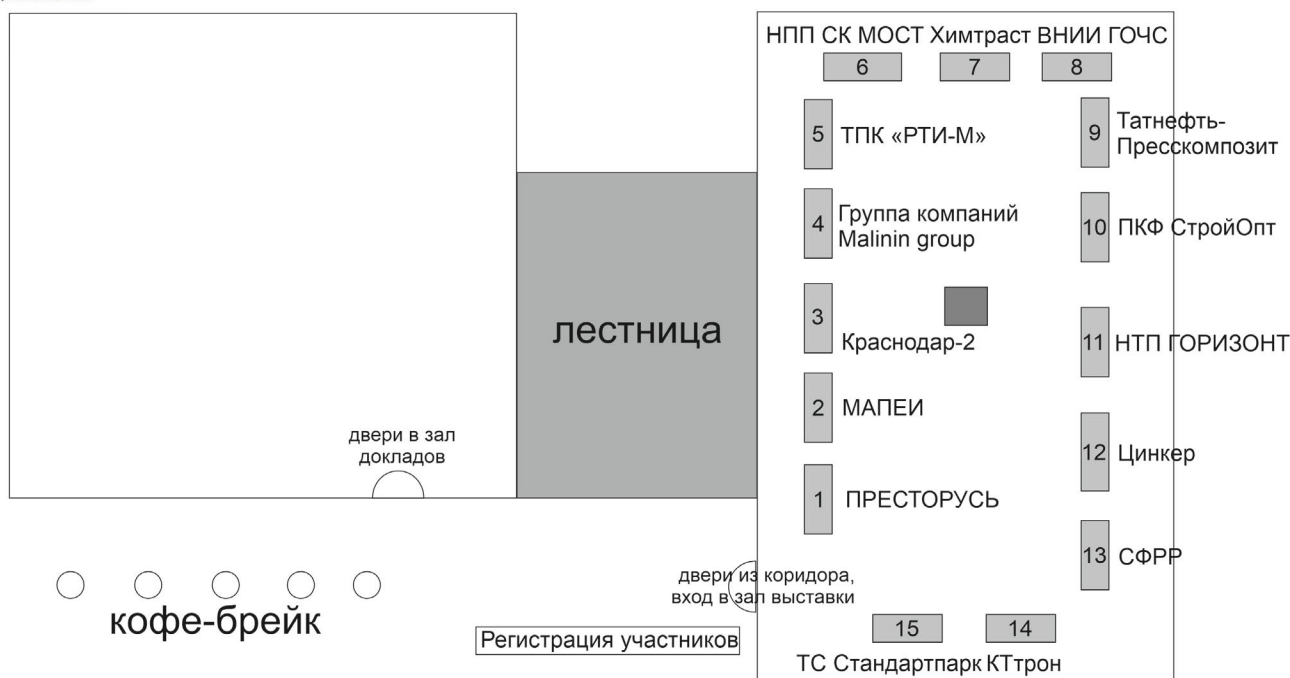 НПП СК МОСТ Химтраст ВНИИ ГОЧС
6 7 8
5 ТПК «РТИ-М»
9 Татнефть-
Пресскомпозит
4 Группа компаний
Malinin group
10 ПКФ СтройОпт
лестница
3
Краснодар-2
11 НТП ГОРИЗОНТ
2 МАПЕИ
двери в зал
докладов
12 Цинкер
1 ПРЕСТОРУСЬ
13 СФРР
двери из коридора,
вход в зал выставки
кофе-брейк
Регистрация участников
15 14
ТС Стандартпарк КТтрон